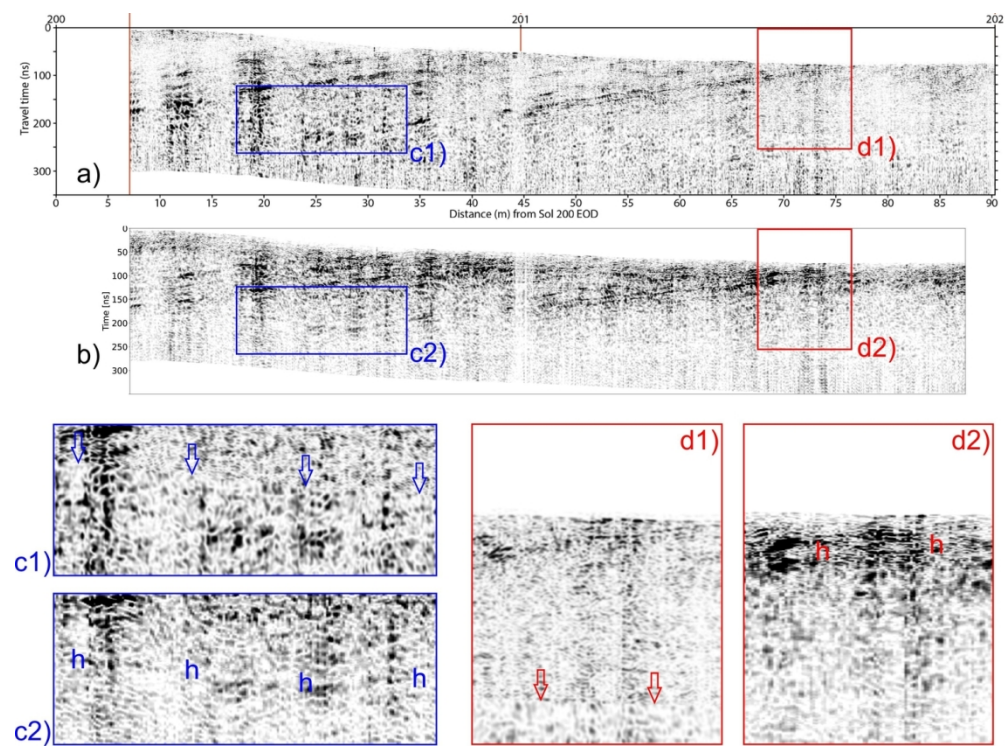 200 201 202
0
100
200
300
Travel time (ns)
c1)
d1)
a)
0 5 10 15 20 25 30 35 40 45 50 55 60 65 70 75 80 85 90
Distance (m) from Sol 200 EOD
0
50
100
150
200
250
300
Time [ns]
c2)
d2)
b)
d1)
d2)
c1)
h h
h h h h
c2)